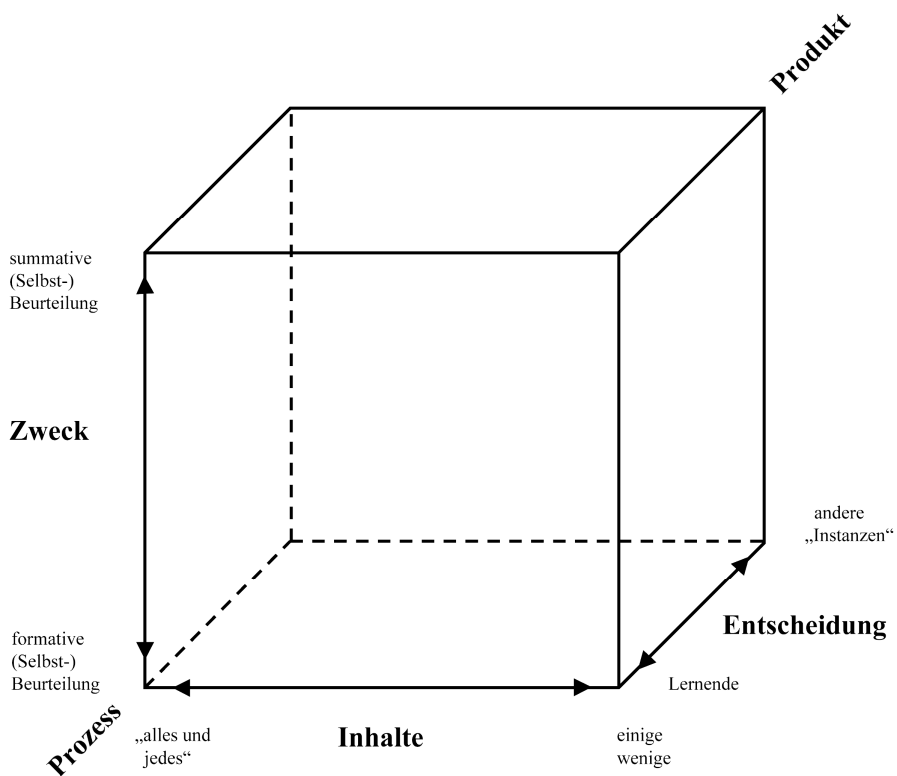 Produkt
summative
(Selbst-)
Beurteilung
Zweck
andere
„Instanzen“
Entscheidung
formative
(Selbst-)
Beurteilung
Lernende
Prozess
„alles und
jedes“
Inhalte
einige
wenige